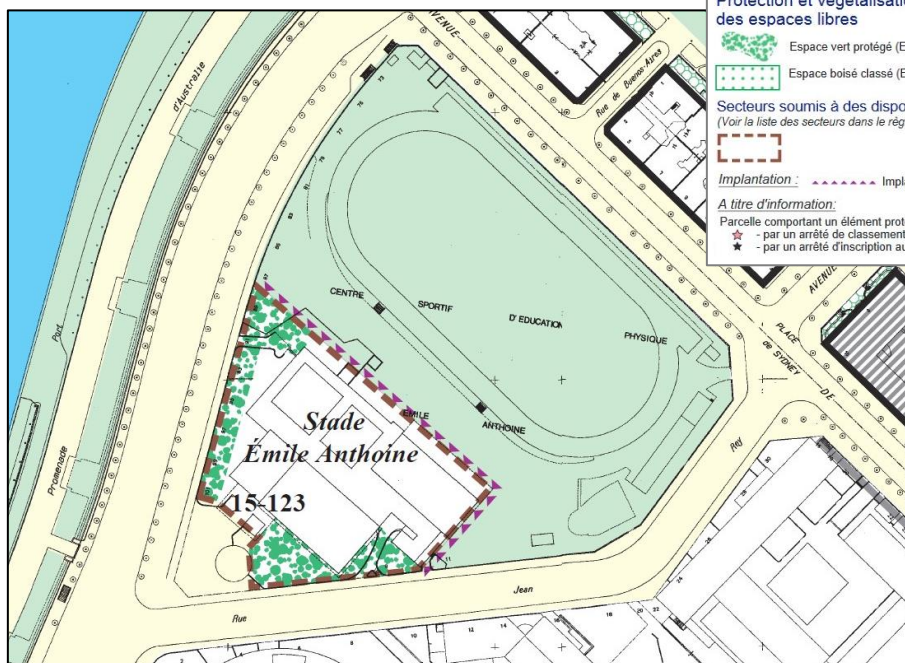 Protection et végétalisation
des espaces libres
Espace vert protégé (E
Espace boisé classé (E
Secteurs soumis à des dispo
(Voir la liste des secteurs dans le règ
Implantation :
Impla
A titre d'information:
Parcelle comportant un élément prot
- par un arrêté de classement
- par un arrêté d'inscription au
AVENUE
Rue de Buenos-Aires
d'Australie
Port
Promenade
CENTRE
SPORTIF
D' EDUCATION
PHYSIQUE
EMILE
ANTHOINE
AVENUE
PLACE
de SYDNEY
DE
Stade
Émile Anthoine
15-123
Rey
Jean
Rue